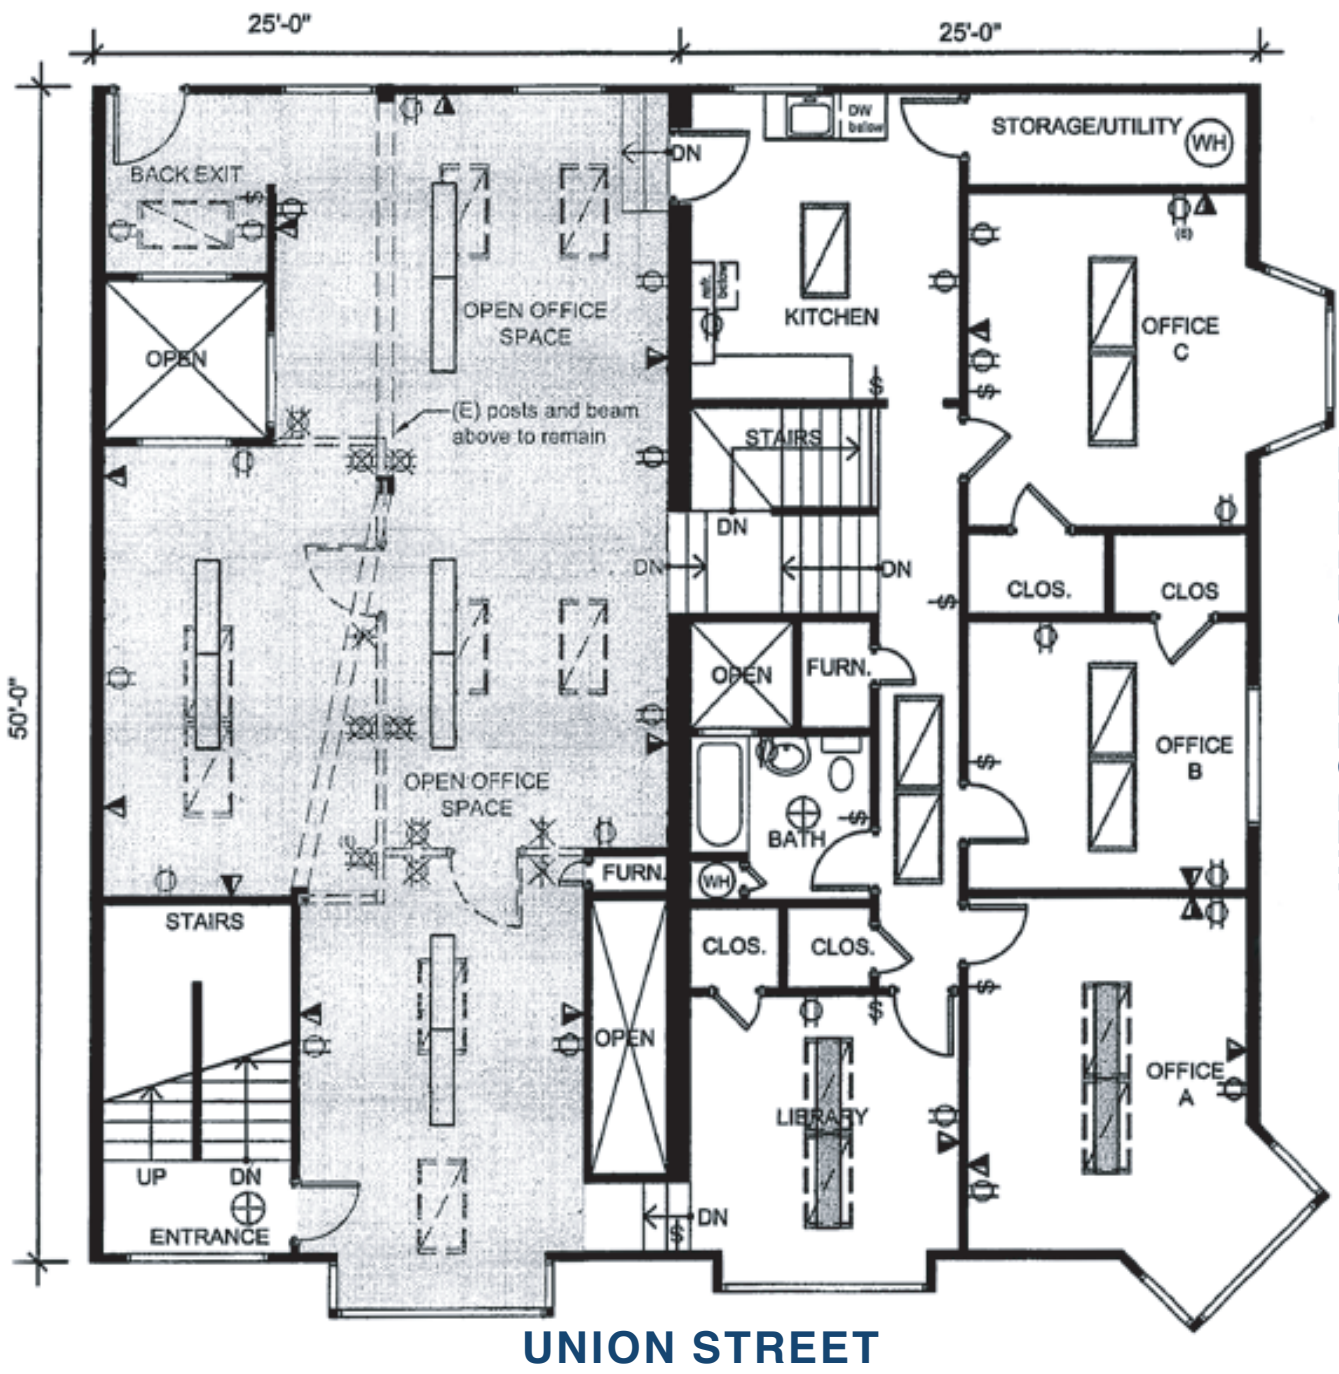 25'-0"
25'-0"
50'-0"
BACK EXIT
DN
DW
below
STORAGE/UTILITY
WH
(E)
OPEN
OPEN OFFICE
SPACE
refr.
below
KITCHEN
OFFICE
C
(E) posts and beam
above to remain
STAIRS
DN
DN
DN
CLOS.
CLOS
OPEN
FURN.
OPEN OFFICE
SPACE
OFFICE
B
BATH
FURN.
WH
STAIRS
CLOS.
CLOS.
OPEN
LIBRARY
OFFICE
A
UP
DN
DN
ENTRANCE
UNION STREET